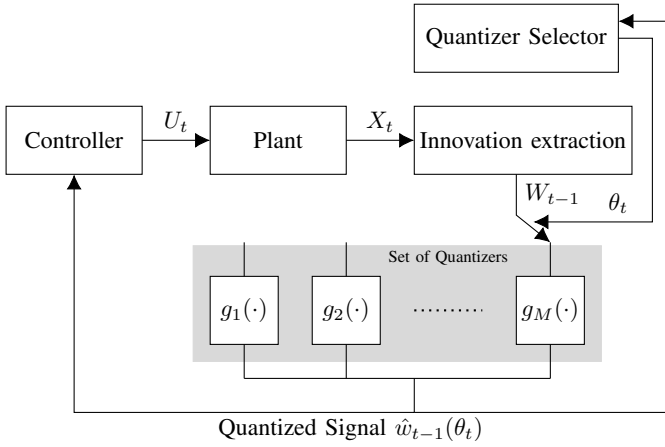 Quantizer Selector
Controller
U_t
Plant
X_t
Innovation extraction
W_{t−1}
θ_t
Set of Quantizers
g_1(·)
g_2(·)
.............
g_M(·)
Quantized Signal ŵ_{t−1}(θ_t)